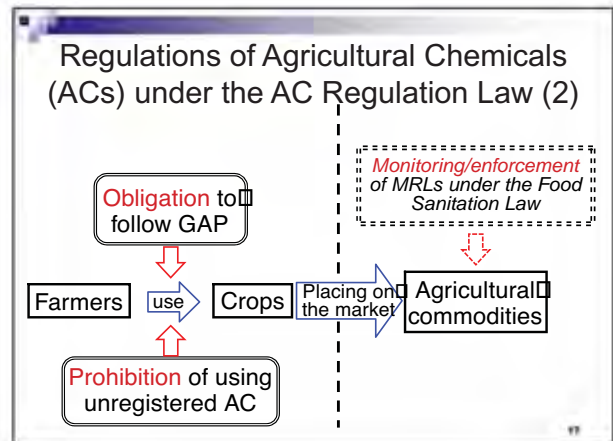 Regulations of Agricultural Chemicals
(ACs) under the AC Regulation Law (2)
Monitoring/enforcement
of MRLs under the Food
Sanitation Law
Obligation to
follow GAP
Farmers
use
Crops
Placing on
the market
Agricultural
commodities
Prohibition of using
unregistered AC
17